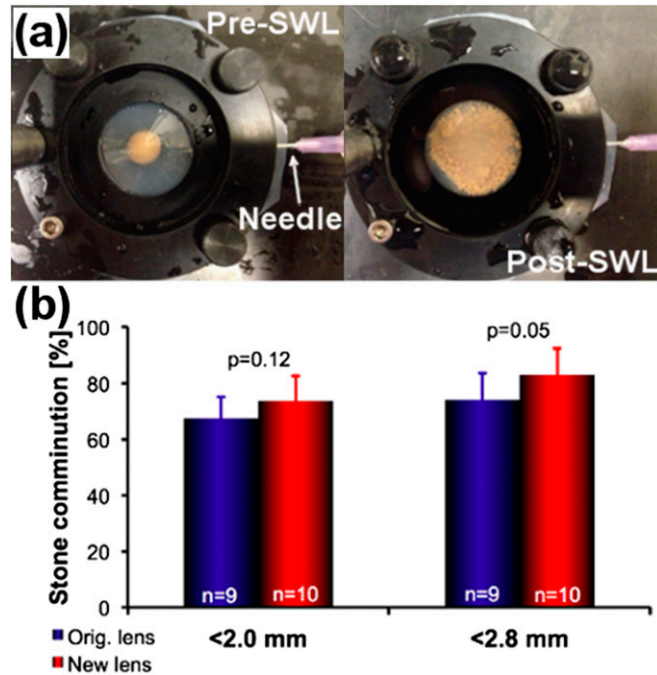 (a)
Pre-SWL
Needle
Post-SWL
(b)
Stone comminution [%]
100
80
60
40
20
0
p=0.12
p=0.05
n=9
n=10
n=9
n=10
<2.0 mm
<2.8 mm
Orig. lens
New lens